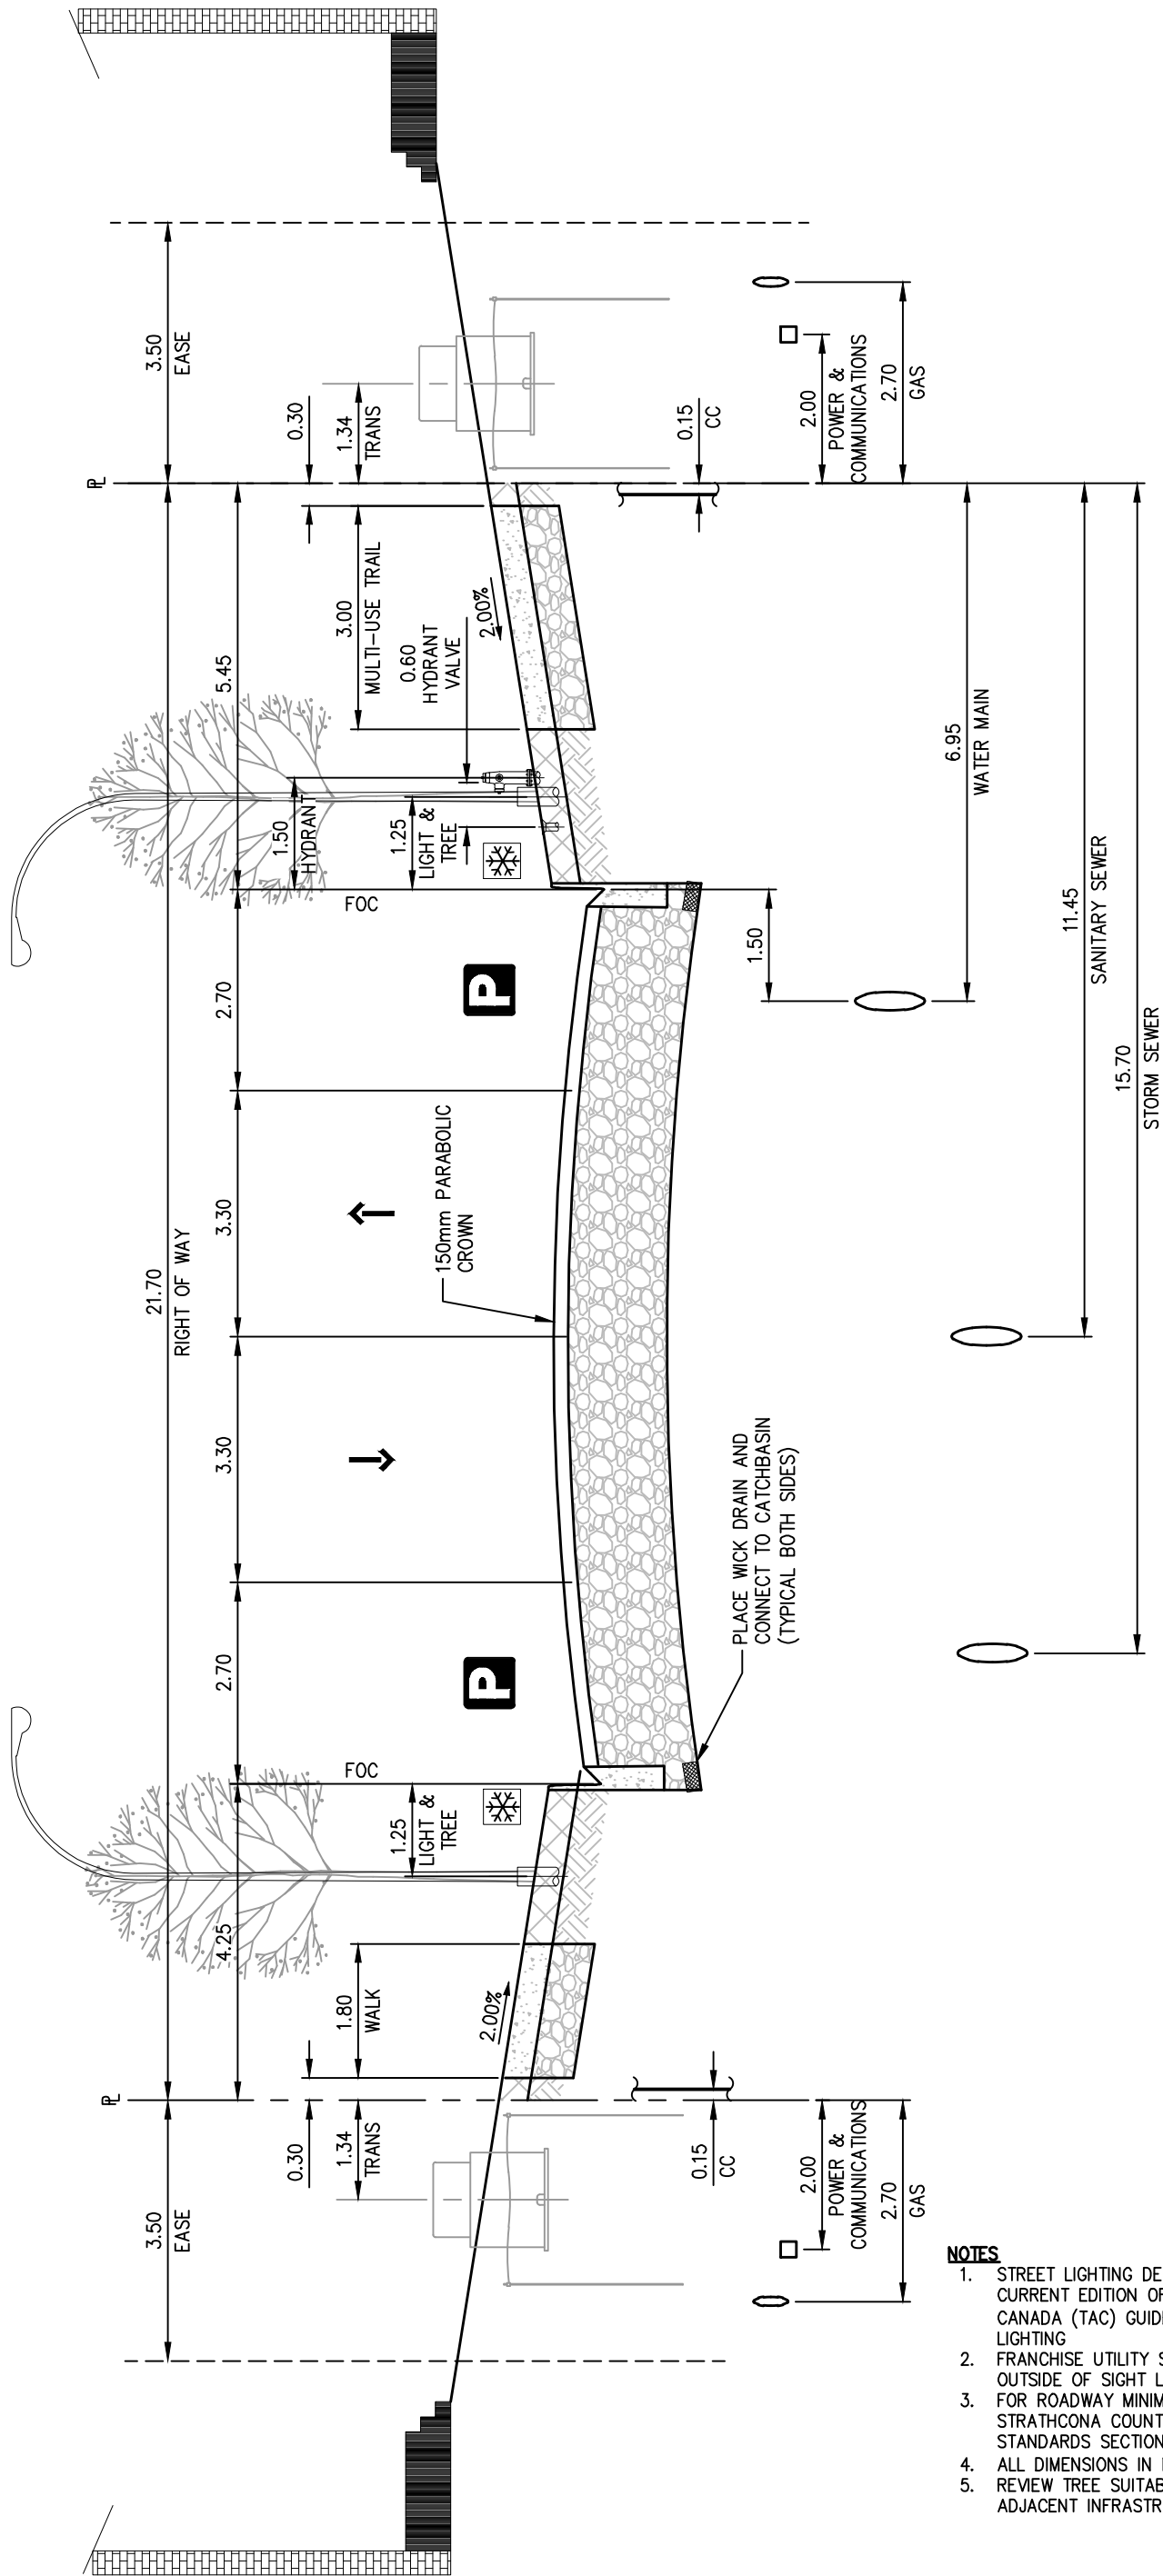 3.50
EASE
0.30
1.34
TRANS
0.15
CC
2.00
POWER &
COMMUNICATIONS
2.70
GAS
PL
21.70
RIGHT OF WAY
5.45
3.00
MULTI-USE TRAIL
0.60
HYDRANT
VALVE
2.00%
1.50
HYDRANT
1.25
LIGHT &
TREE
FOC
2.70
P
1.50
6.95
WATER MAIN
11.45
SANITARY SEWER
15.70
STORM SEWER
3.30
150mm PARABOLIC
CROWN
3.30
PLACE WICK DRAIN AND
CONNECT TO CATCHBASIN
(TYPICAL BOTH SIDES)
2.70
P
FOC
1.25
LIGHT &
TREE
4.25
1.80
WALK
2.00%
PL
0.30
1.34
TRANS
3.50
EASE
0.15
CC
2.00
POWER &
COMMUNICATIONS
2.70
GAS
NOTES
1. STREET LIGHTING DE
CURRENT EDITION OF
CANADA (TAC) GUID
LIGHTING
2. FRANCHISE UTILITY S
OUTSIDE OF SIGHT L
3. FOR ROADWAY MINIM
STRATHCONA COUNT
STANDARDS SECTION
4. ALL DIMENSIONS IN
5. REVIEW TREE SUITAB
ADJACENT INFRASTR